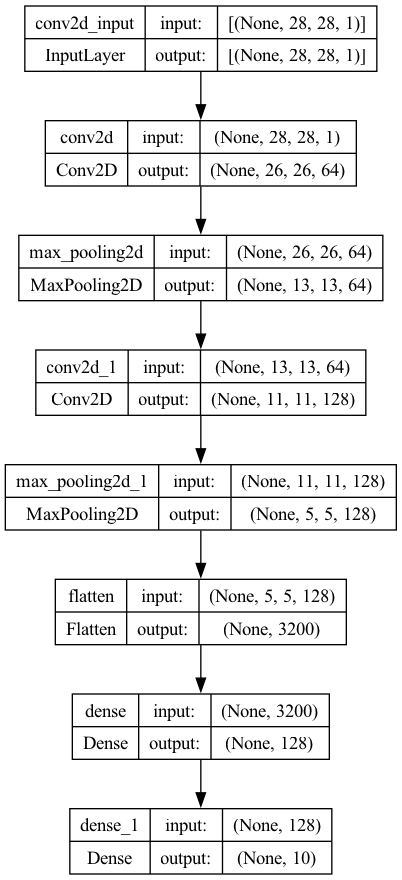 conv2d_input input: [(None, 28, 28, 1)]
InputLayer output: [(None, 28, 28, 1)]
conv2d input: (None, 28, 28, 1)
Conv2D output: (None, 26, 26, 64)
max_pooling2d input: (None, 26, 26, 64)
MaxPooling2D output: (None, 13, 13, 64)
conv2d_1 input: (None, 13, 13, 64)
Conv2D output: (None, 11, 11, 128)
max_pooling2d_1 input: (None, 11, 11, 128)
MaxPooling2D output: (None, 5, 5, 128)
flatten input: (None, 5, 5, 128)
Flatten output: (None, 3200)
dense input: (None, 3200)
Dense output: (None, 128)
dense_1 input: (None, 128)
Dense output: (None, 10)